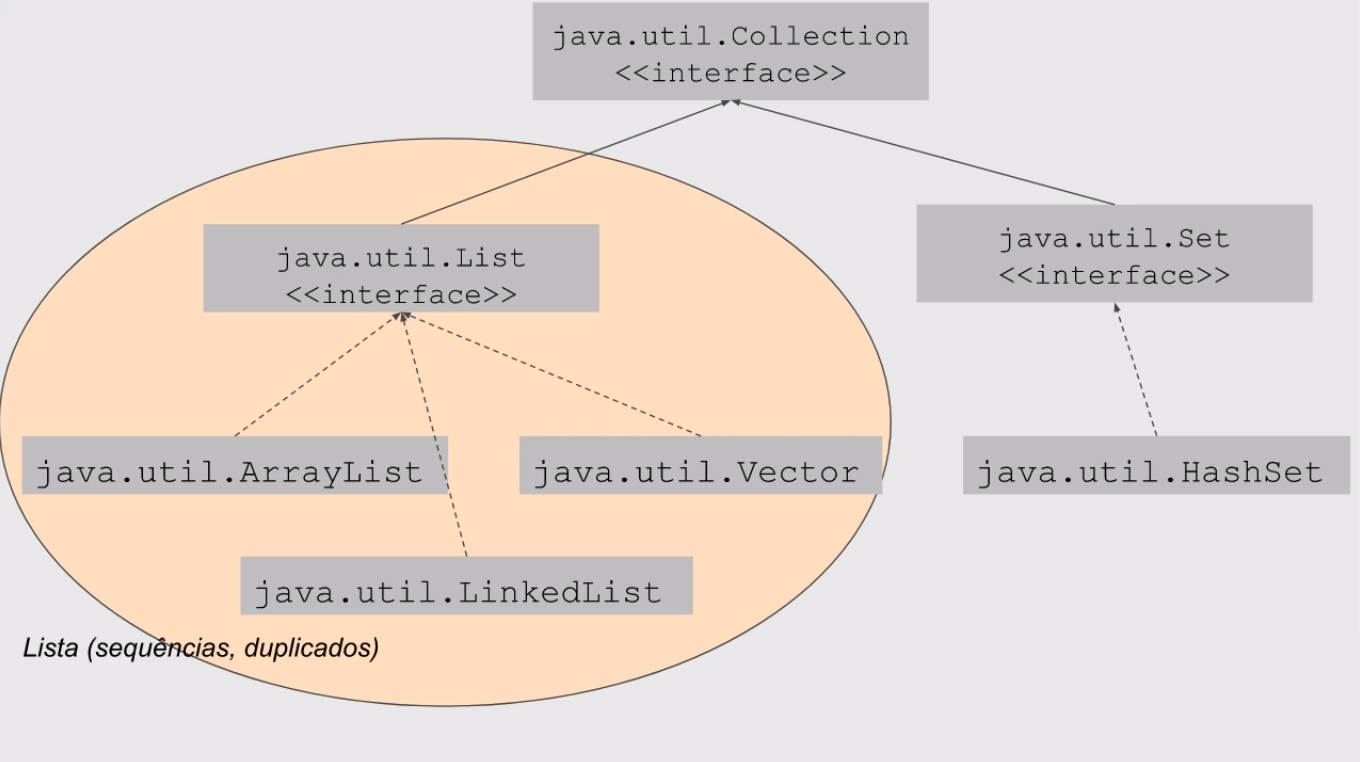 java.util.Collection
<<interface>>
java.util.List
<<interface>>
java.util.Set
<<interface>>
java.util.ArrayList
java.util.Vector
java.util.HashSet
java.util.LinkedList
Lista (sequências, duplicados)